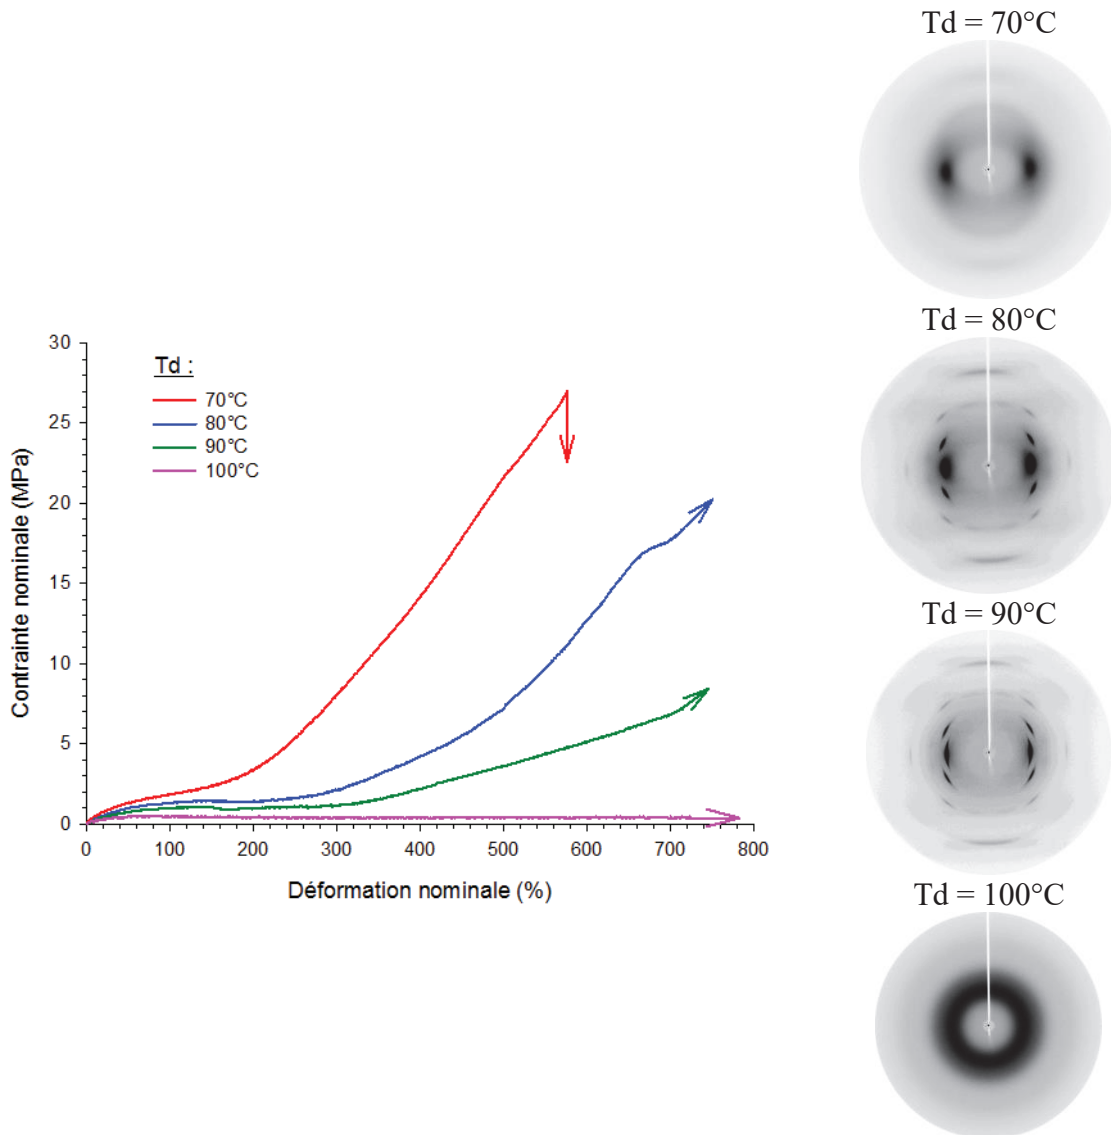 Td = 70°C
Td = 80°C
Td = 90°C
Td = 100°C
Td :
70°C
80°C
90°C
100°C
Contrainte nominale (MPa)
30
25
20
15
10
5
0
0 100 200 300 400 500 600 700 800
Déformation nominale (%)